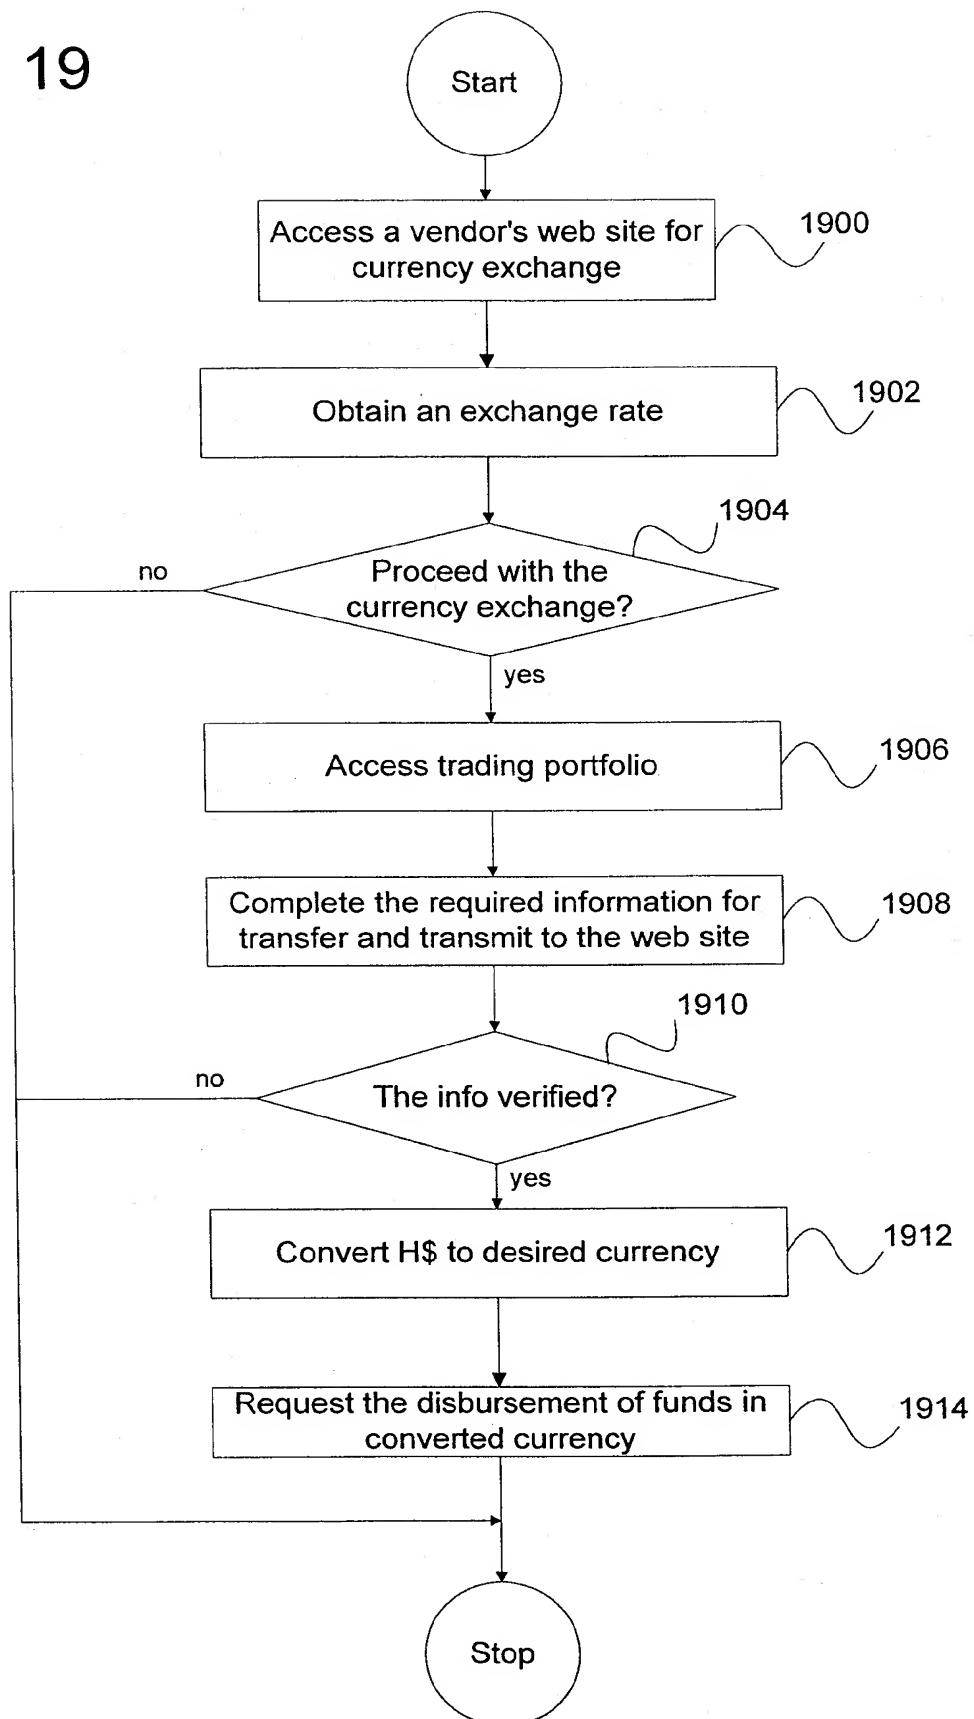 19
Start
Access a vendor's web site for
currency exchange
1900
Obtain an exchange rate
1902
1904
Proceed with the
currency exchange?
no
yes
Access trading portfolio
1906
Complete the required information for
transfer and transmit to the web site
1908
1910
The info verified?
no
yes
Convert H$ to desired currency
1912
Request the disbursement of funds in
converted currency
1914
Stop